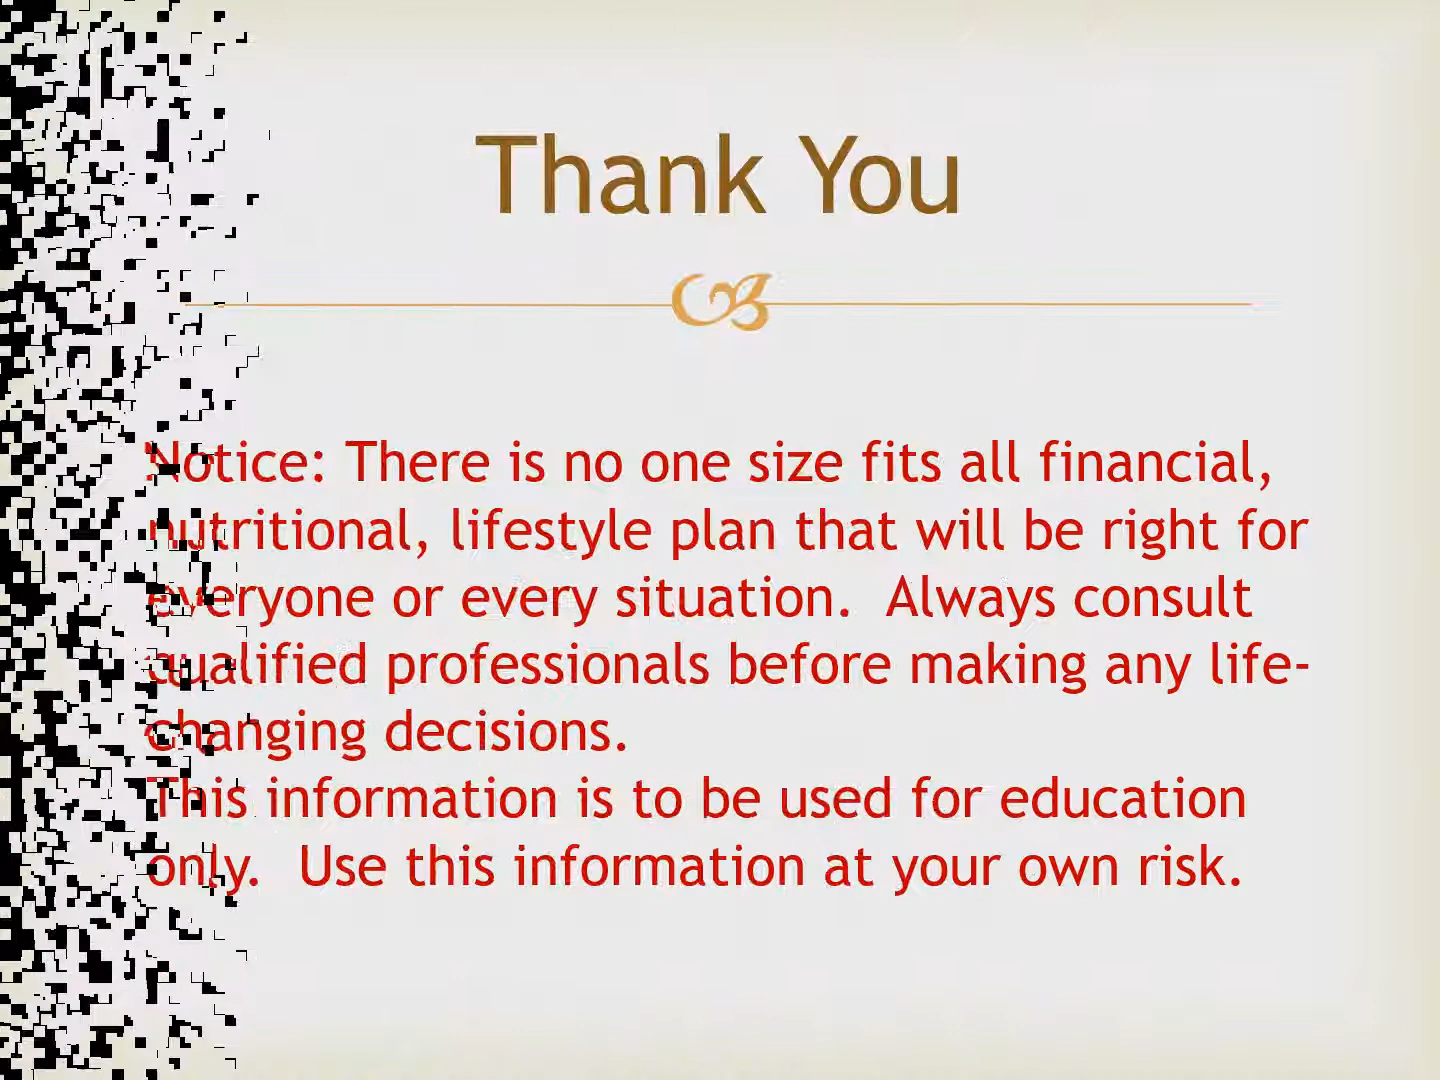 Thank You
Notice: There is no one size fits all financial,
nutritional, lifestyle plan that will be right for
everyone or every situation.  Always consult
qualified professionals before making any life-
changing decisions.
This information is to be used for education
only.  Use this information at your own risk.